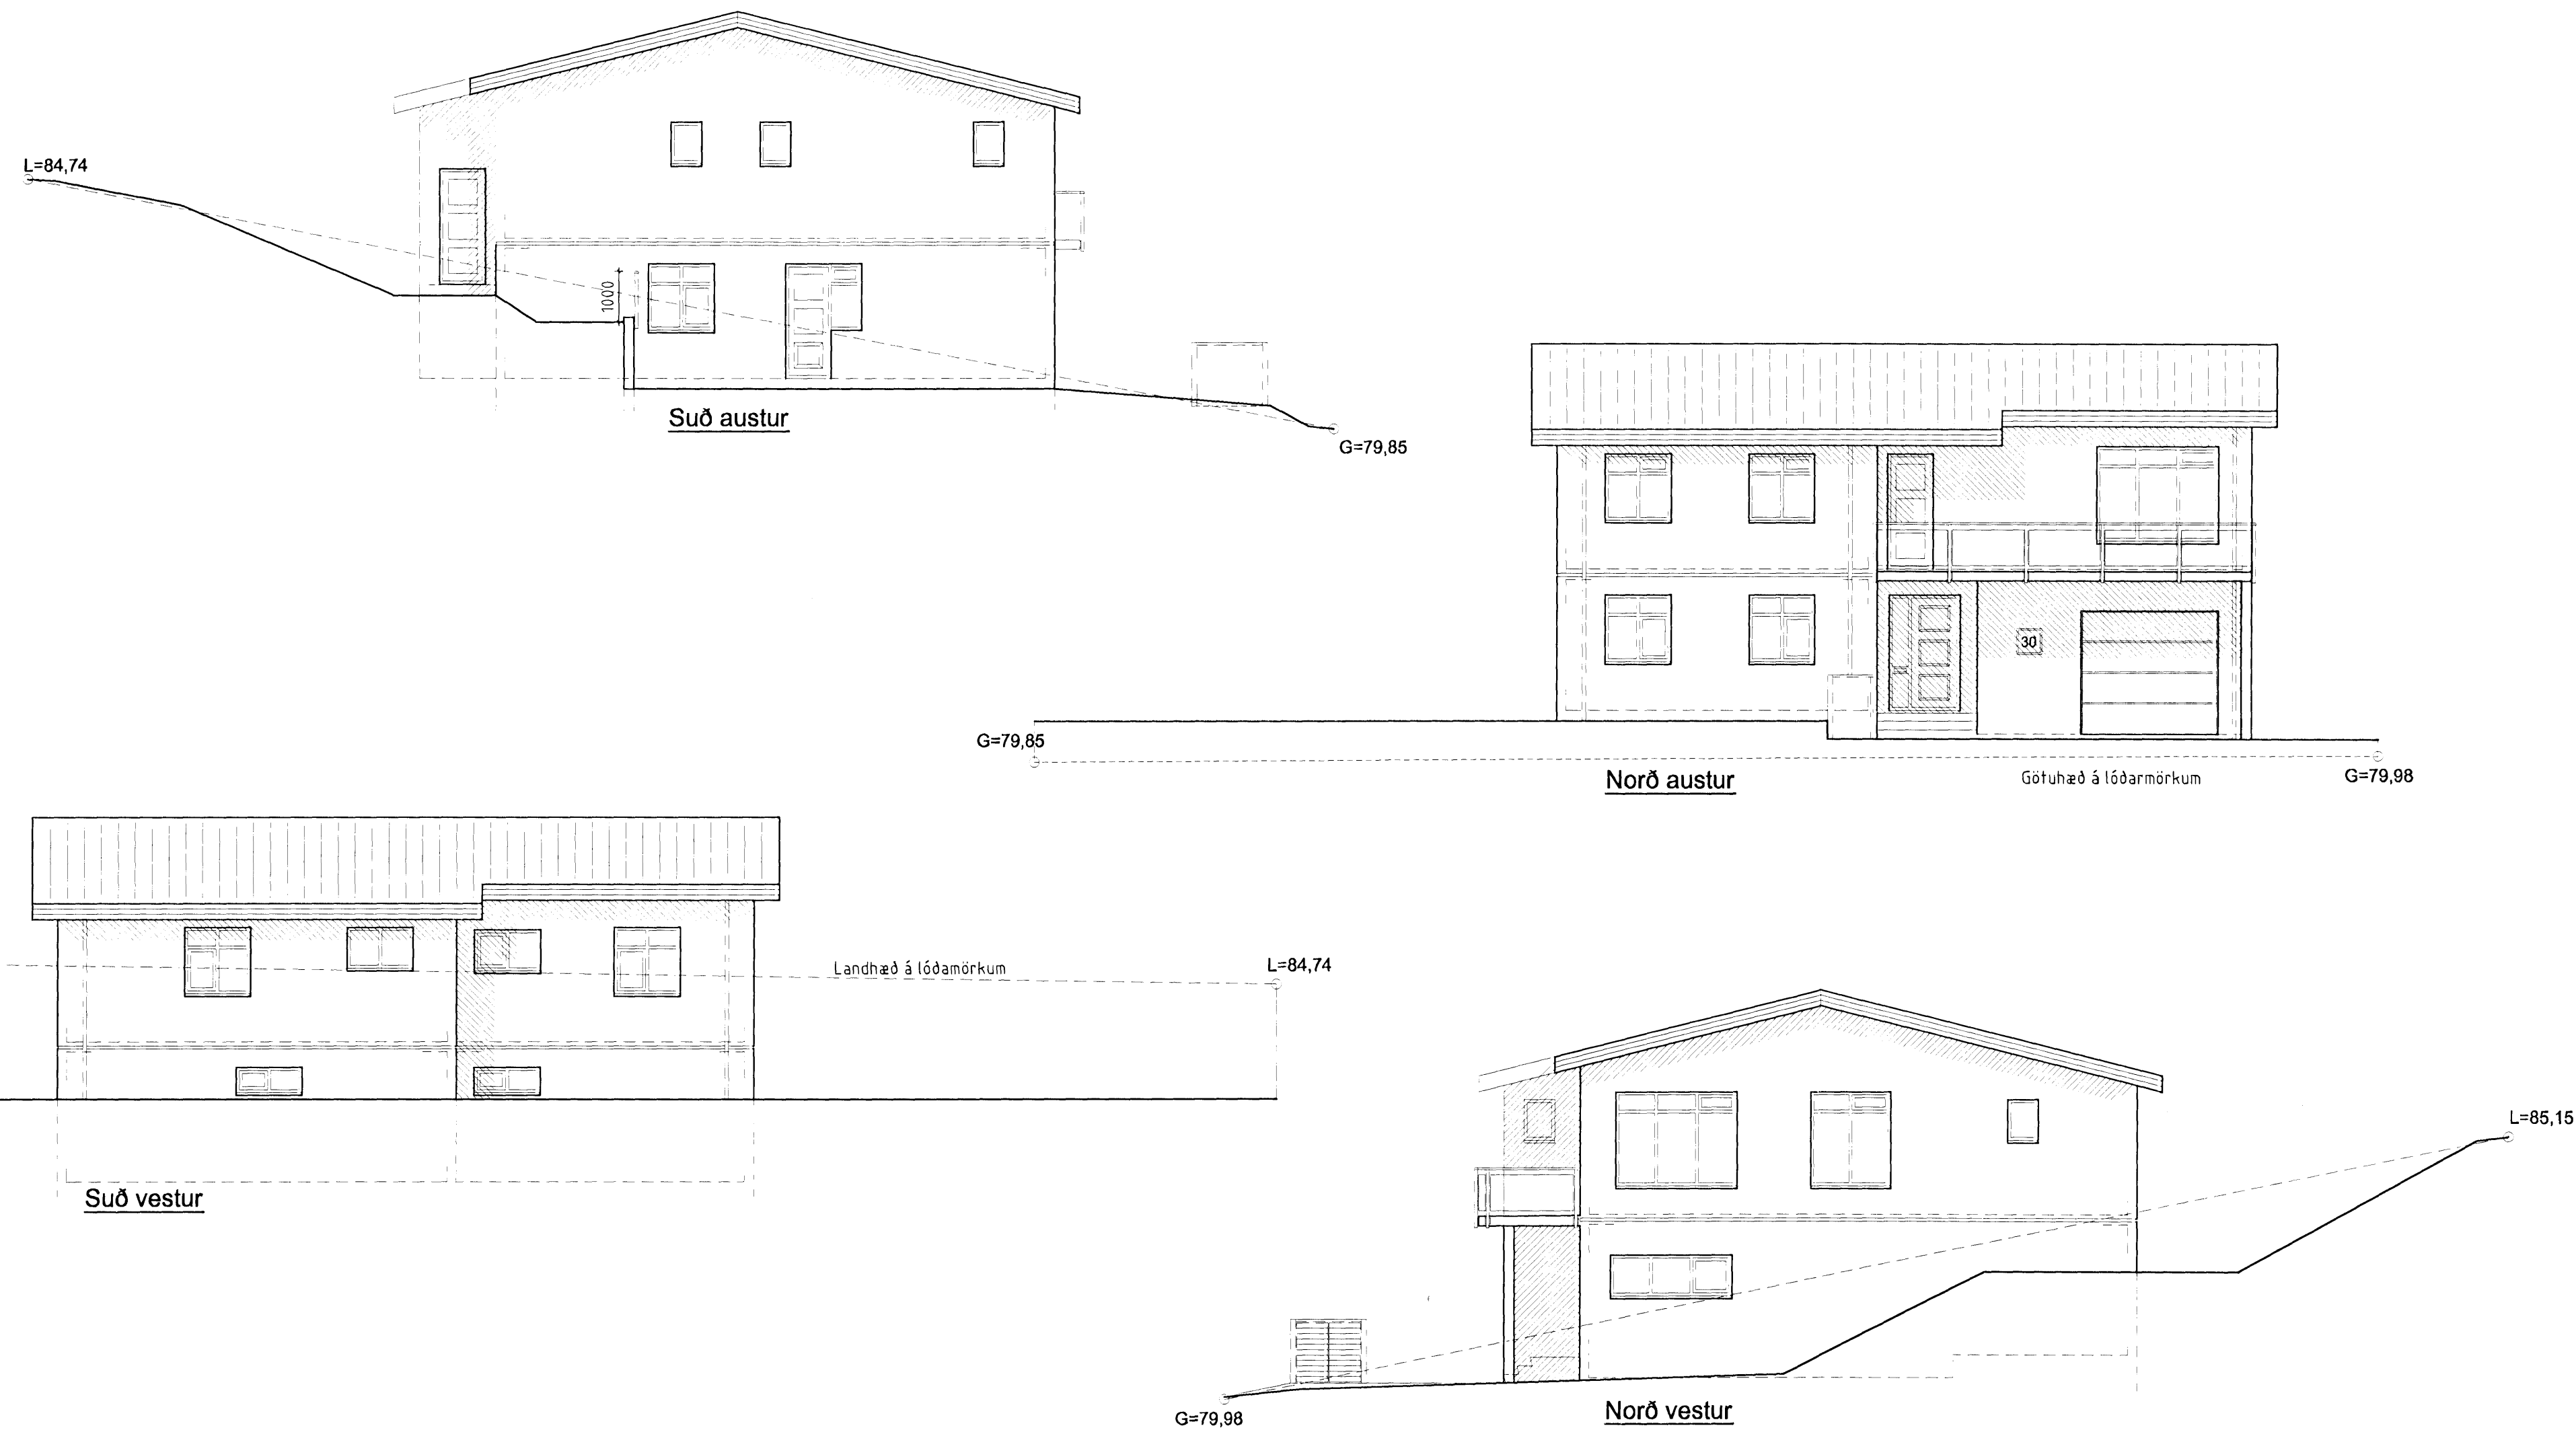 L=84,74
1000
Suð austur
G=79,85
30
G=79,85
Norð austur
Götuhæð á lóðarmörkum
G=79,98
Landhæð á lóðamörkum
L=84,74
Suð vestur
L=85,15
G=79,98
Norð vestur